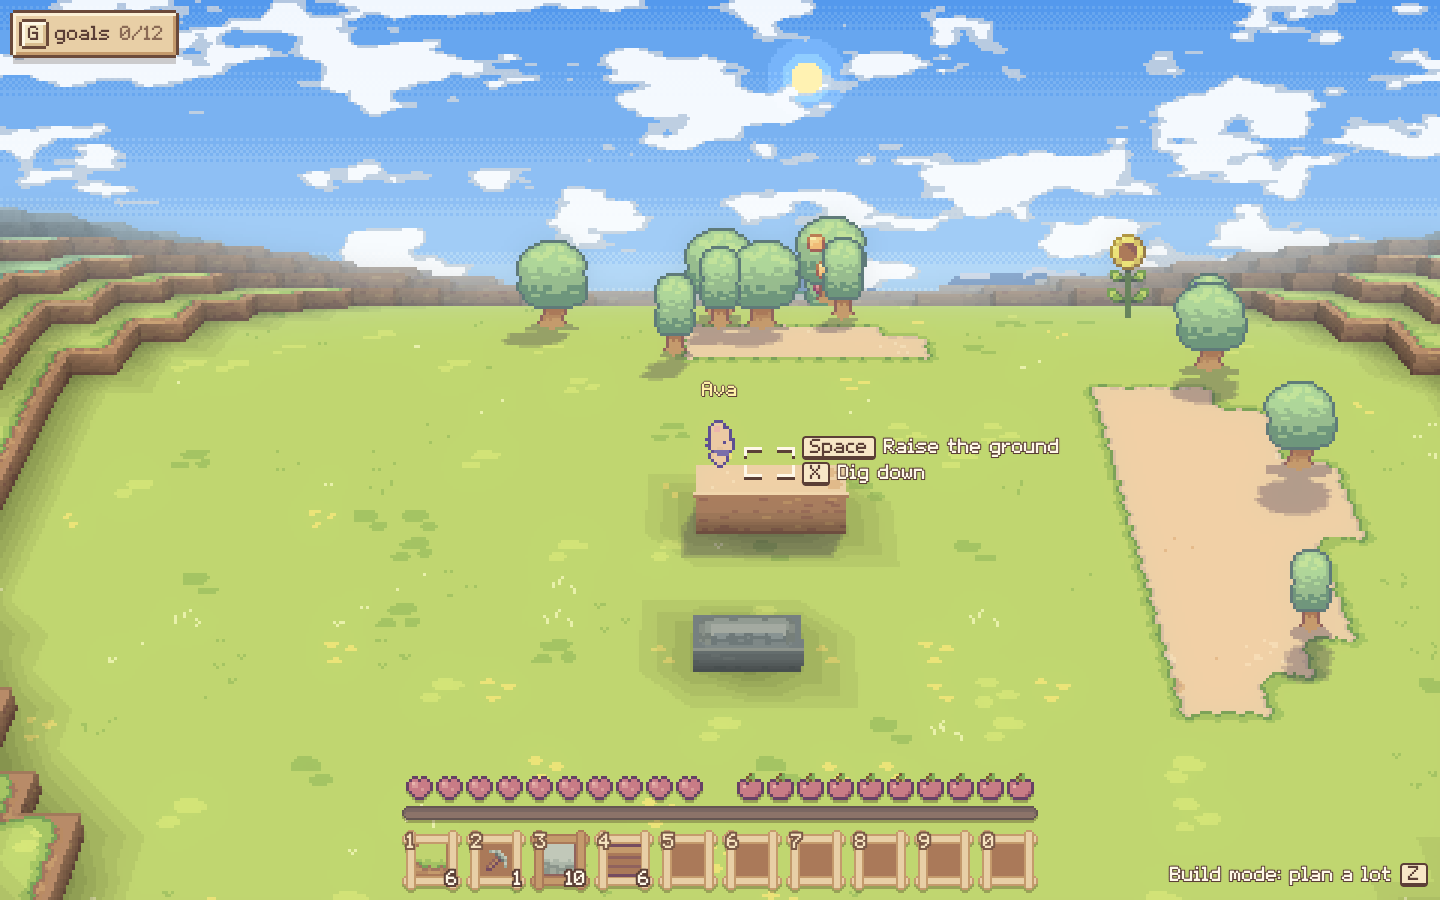 G goals 0/12
Ava
Space Raise the ground
X Dig down
1 2 3 4 5 6 7 8 9 0
6 1 10 6
Build mode: plan a lot Z